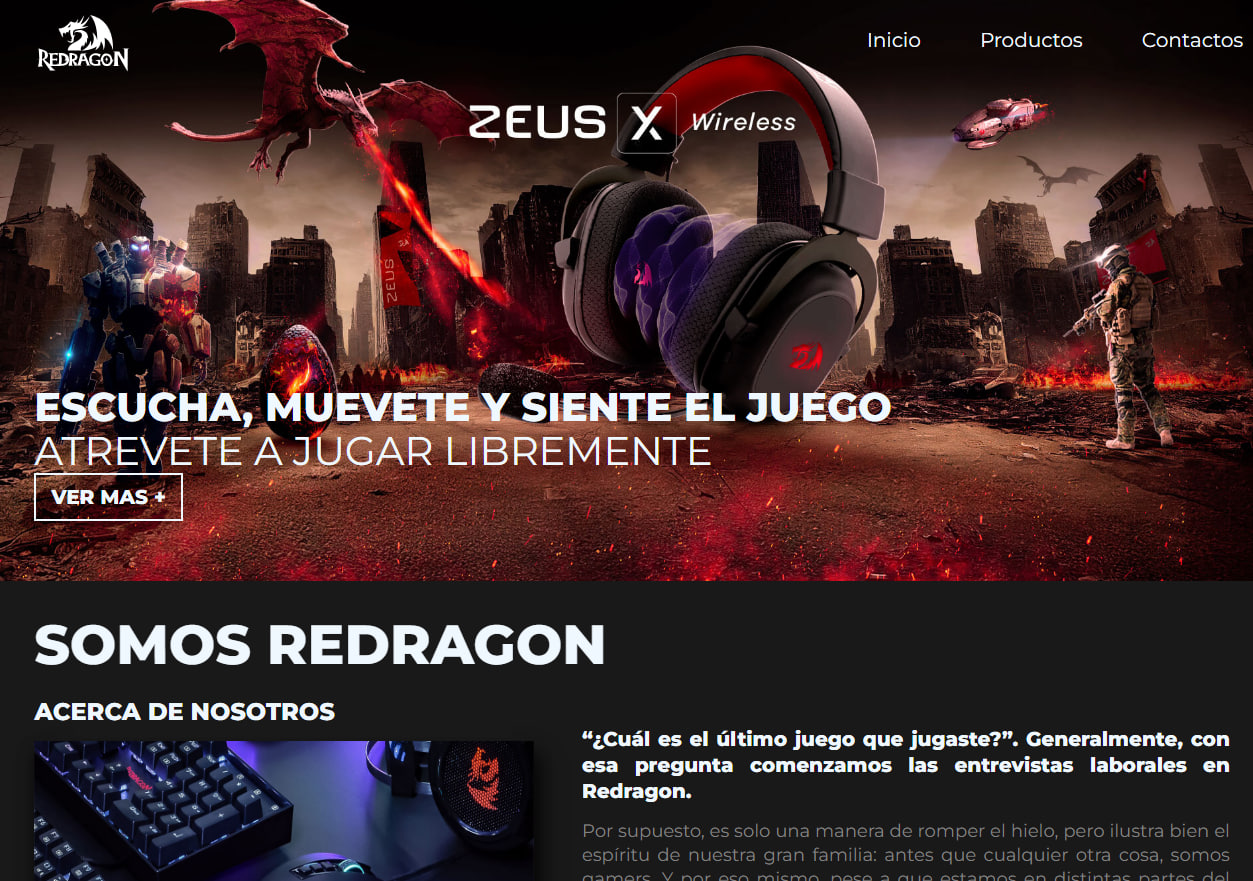 REDRAGON
Inicio
Productos
Contactos
ZEUS X Wireless
ZEUS
ESCUCHA, MUEVETE Y SIENTE EL JUEGO
ATREVETE A JUGAR LIBREMENTE
VER MAS +
SOMOS REDRAGON
ACERCA DE NOSOTROS
“¿Cuál es el último juego que jugaste?”. Generalmente, con
esa pregunta comenzamos las entrevistas laborales en
Redragon.
Por supuesto, es solo una manera de romper el hielo, pero ilustra bien el
espíritu de nuestra gran familia: antes que cualquier otra cosa, somos
gamers. Y por eso mismo, pese a que estamos en distintas partes del